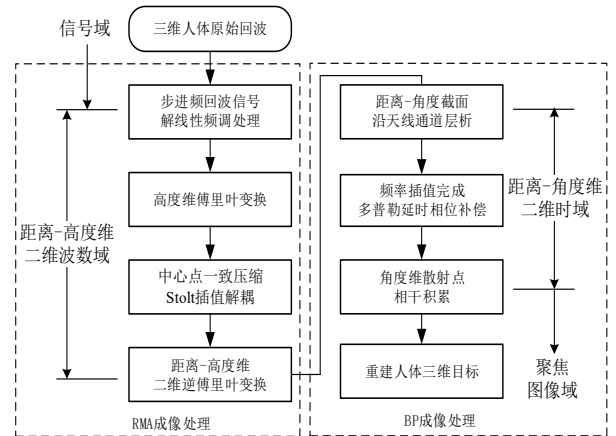 信号域
三维人体原始回波
步进频回波信号
解线性频调处理
高度维傅里叶变换
距离-高度维
二维波数域
中心点一致压缩
Stolt插值解耦
距离-高度维
二维逆傅里叶变换
RMA成像处理
距离-角度截面
沿天线通道层析
频率插值完成
多普勒延时相位补偿
距离-角度维
二维时域
角度维散射点
相干积累
重建人体三维目标
聚焦
图像域
BP成像处理